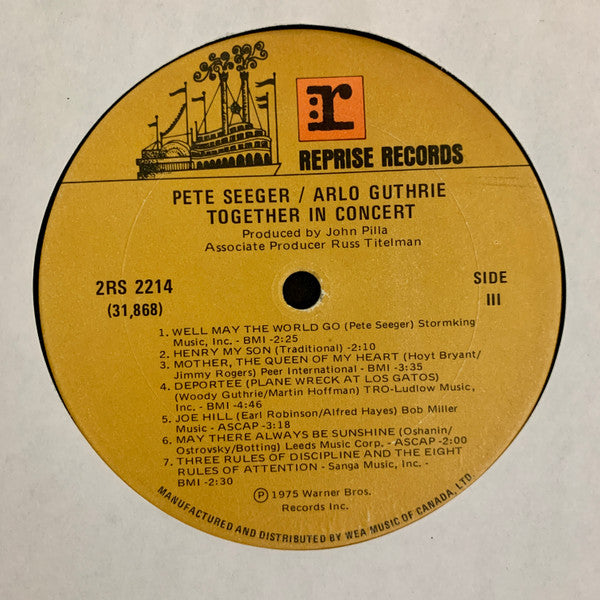 :r
REPRISE RECORDS
PETE SEEGER / ARLO GUTHRIE
TOGETHER IN CONCERT
Produced by John Pilla
Associate Producer Russ Titelman
2RS 2214
(31,868)
SIDE
III
1. WELL MAY THE WORLD GO (Pete Seeger) Stormking
Music, Inc. - BMI -2:25
2. HENRY MY SON (Traditional) -2:10
3. MOTHER, THE QUEEN OF MY HEART (Hoyt Bryant/
Jimmy Rogers) Peer International - BMI -3:35
4. DEPORTEE (PLANE WRECK AT LOS GATOS)
(Woody Guthrie/Martin Hoffman) TRO-Ludlow Music,
Inc. - BMI -4:46
5. JOE HILL (Earl Robinson/Alfred Hayes) Bob Miller
Music - ASCAP -3:18
6. MAY THERE ALWAYS BE SUNSHINE (Oshanin/
Ostrovsky/Botting) Leeds Music Corp. - ASCAP -2:00
7. THREE RULES OF DISCIPLINE AND THE EIGHT
RULES OF ATTENTION - Sanga Music, Inc. -
BMI -2:30
℗ 1975 Warner Bros.
Records Inc.
MANUFACTURED AND DISTRIBUTED BY WEA MUSIC OF CANADA, LTD.